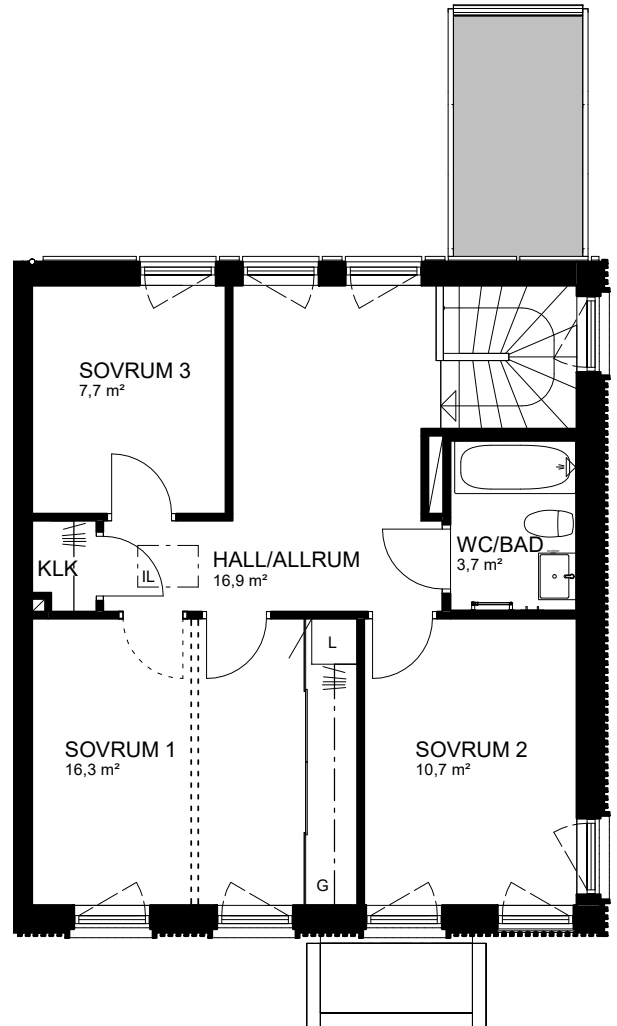 SOVRUM 3
7,7 m²
KLK
IL
HALL/ALLRUM
16,9 m²
WC/BAD
3,7 m²
L
SOVRUM 1
16,3 m²
SOVRUM 2
10,7 m²
G